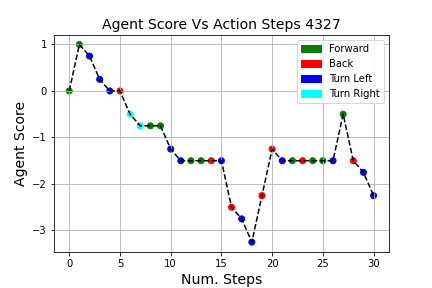 Agent Score Vs Action Steps 4327
Forward
Back
Turn Left
Turn Right
Agent Score
1
0
−1
−2
−3
0 5 10 15 20 25 30
Num. Steps